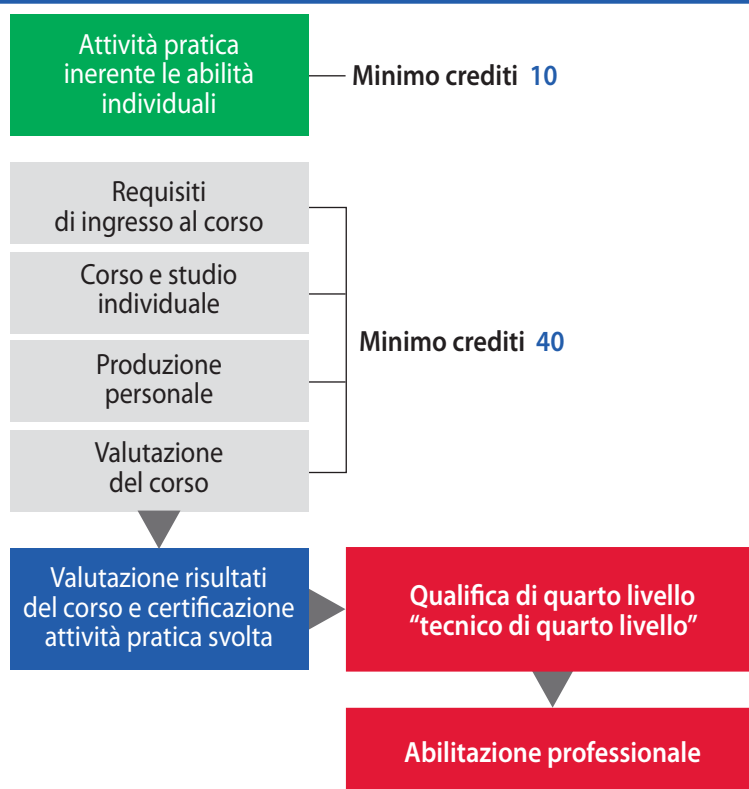 Attività pratica
inerente le abilità
individuali
Minimo crediti 10
Requisiti
di ingresso al corso
Corso e studio
individuale
Minimo crediti 40
Produzione
personale
Valutazione
del corso
Valutazione risultati
del corso e certificazione
attività pratica svolta
Qualifica di quarto livello
“tecnico di quarto livello”
Abilitazione professionale